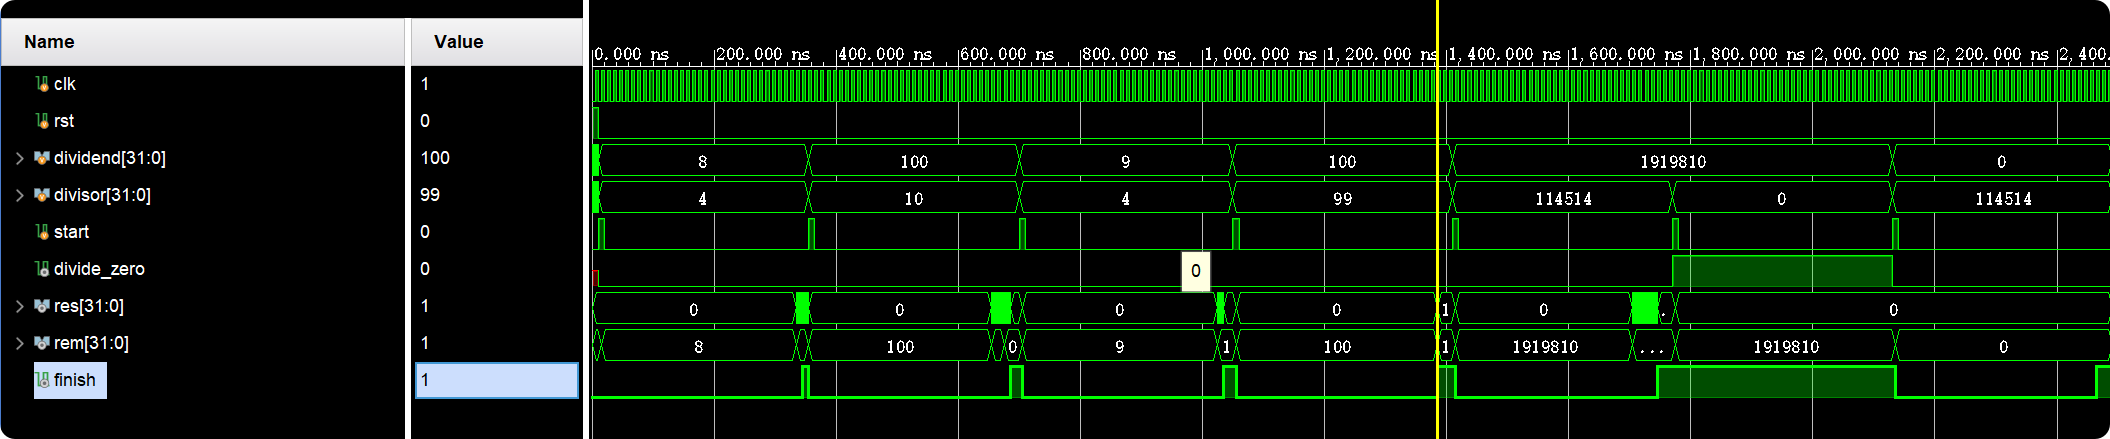 Name Value
0.000 ns 200.000 ns 400.000 ns 600.000 ns 800.000 ns 1,000.000 ns 1,200.000 ns 1,400.000 ns 1,600.000 ns 1,800.000 ns 2,000.000 ns 2,200.000 ns 2,400.
clk 1
rst 0
dividend[31:0] 100 8 100 9 100 1919810 0
divisor[31:0] 99 4 10 4 99 114514 0 114514
start 0
divide_zero 0 0
res[31:0] 1 0 0 0 0 1 0 . 0
rem[31:0] 1 8 100 0 9 1 100 1 1919810 ... 1919810 0
finish 1